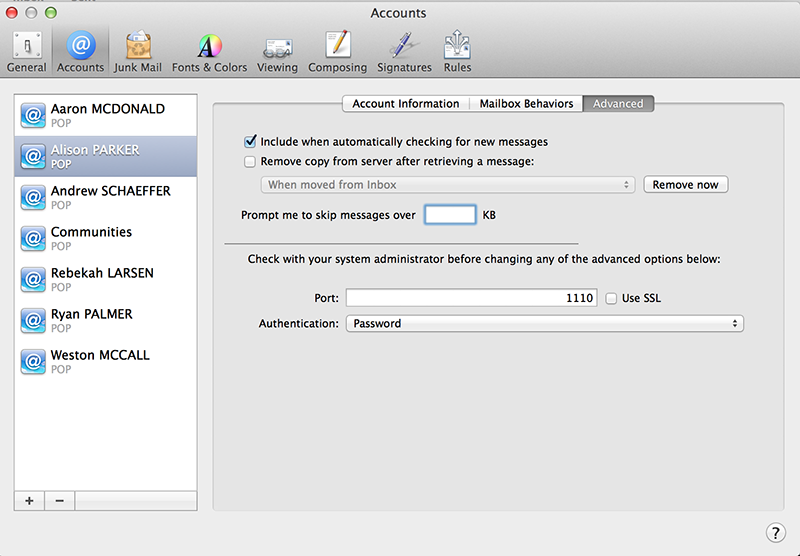 Accounts
General
Accounts
Junk Mail
Fonts & Colors
Viewing
Composing
Signatures
Rules
Aaron MCDONALD
POP
Alison PARKER
POP
Andrew SCHAEFFER
POP
Communities
POP
Rebekah LARSEN
POP
Ryan PALMER
POP
Weston MCCALL
POP
+
−
Account Information
Mailbox Behaviors
Advanced
Include when automatically checking for new messages
Remove copy from server after retrieving a message:
When moved from Inbox
Remove now
Prompt me to skip messages over KB
Check with your system administrator before changing any of the advanced options below:
Port: 1110 Use SSL
Authentication: Password
?